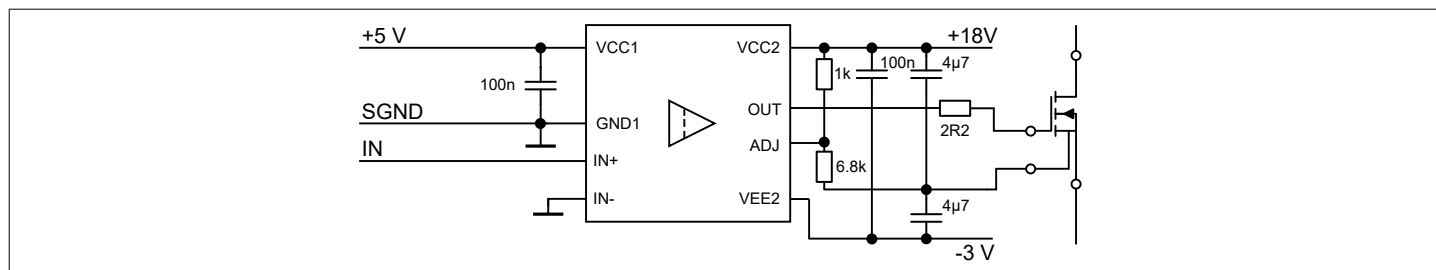 +5 V
100n
SGND
IN
VCC1
GND1
IN+
IN-
VCC2
OUT
ADJ
VEE2
+18V
1k
100n
4µ7
2R2
6.8k
4µ7
-3 V